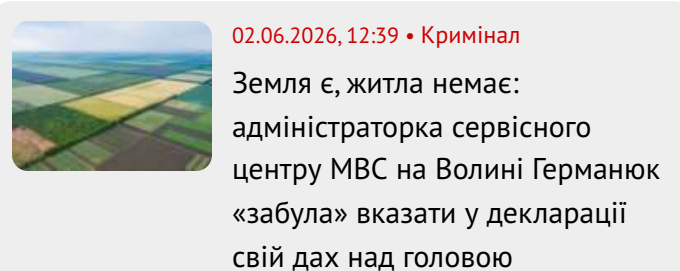 02.06.2026, 12:39 • Кримінал
Земля є, житла немає:
адміністраторка сервісного
центру МВС на Волині Германюк
«забула» вказати у декларації
свій дах над головою